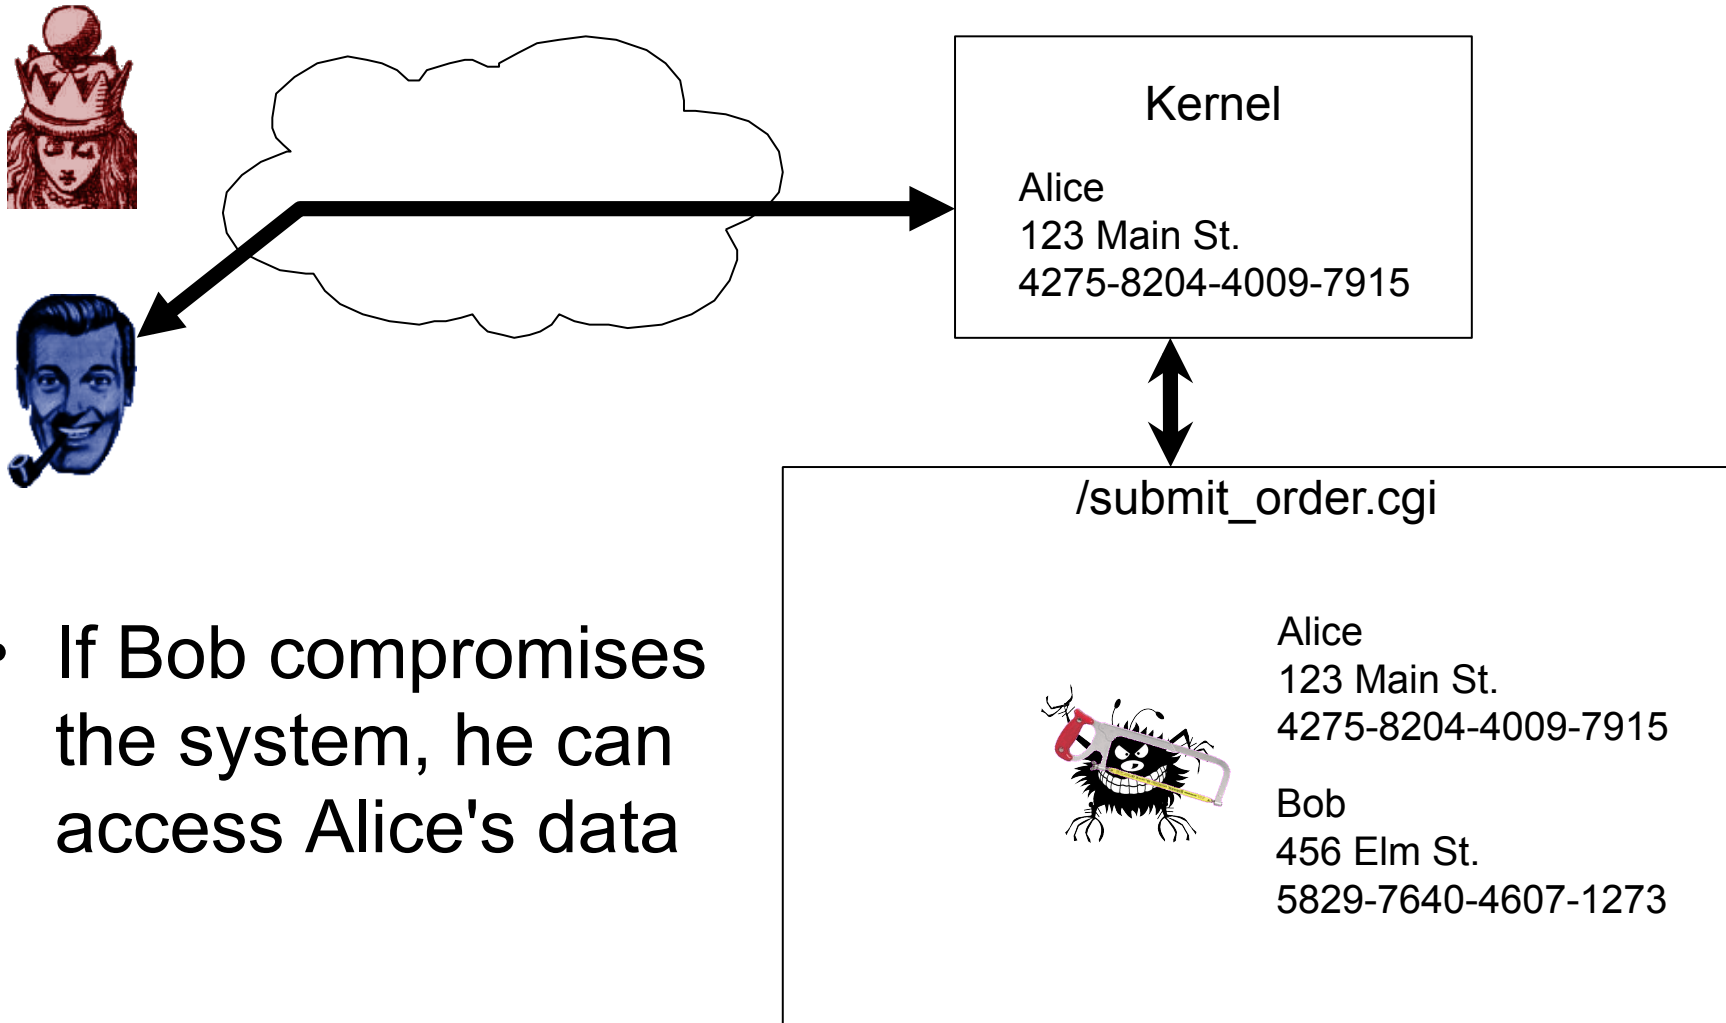 Kernel
Alice
123 Main St.
4275-8204-4009-7915
/submit_order.cgi
• If Bob compromises
the system, he can
access Alice's data
Alice
123 Main St.
4275-8204-4009-7915
Bob
456 Elm St.
5829-7640-4607-1273